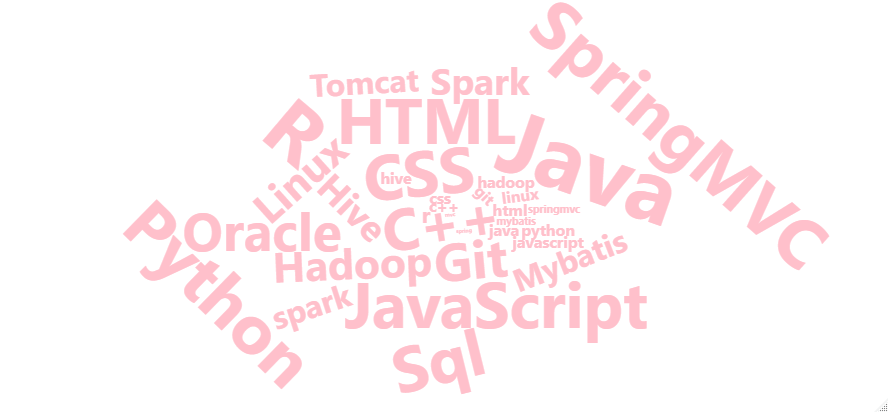 SpringMVC
Tomcat
Spark
HTML
R
Java
Linux
CSS
hive
hadoop
Hive
css
git
linux
C++
r
c++
html
springmvc
mybatis
Python
Oracle
java
python
javascript
Hadoop
Git
Mybatis
spark
JavaScript
Sql